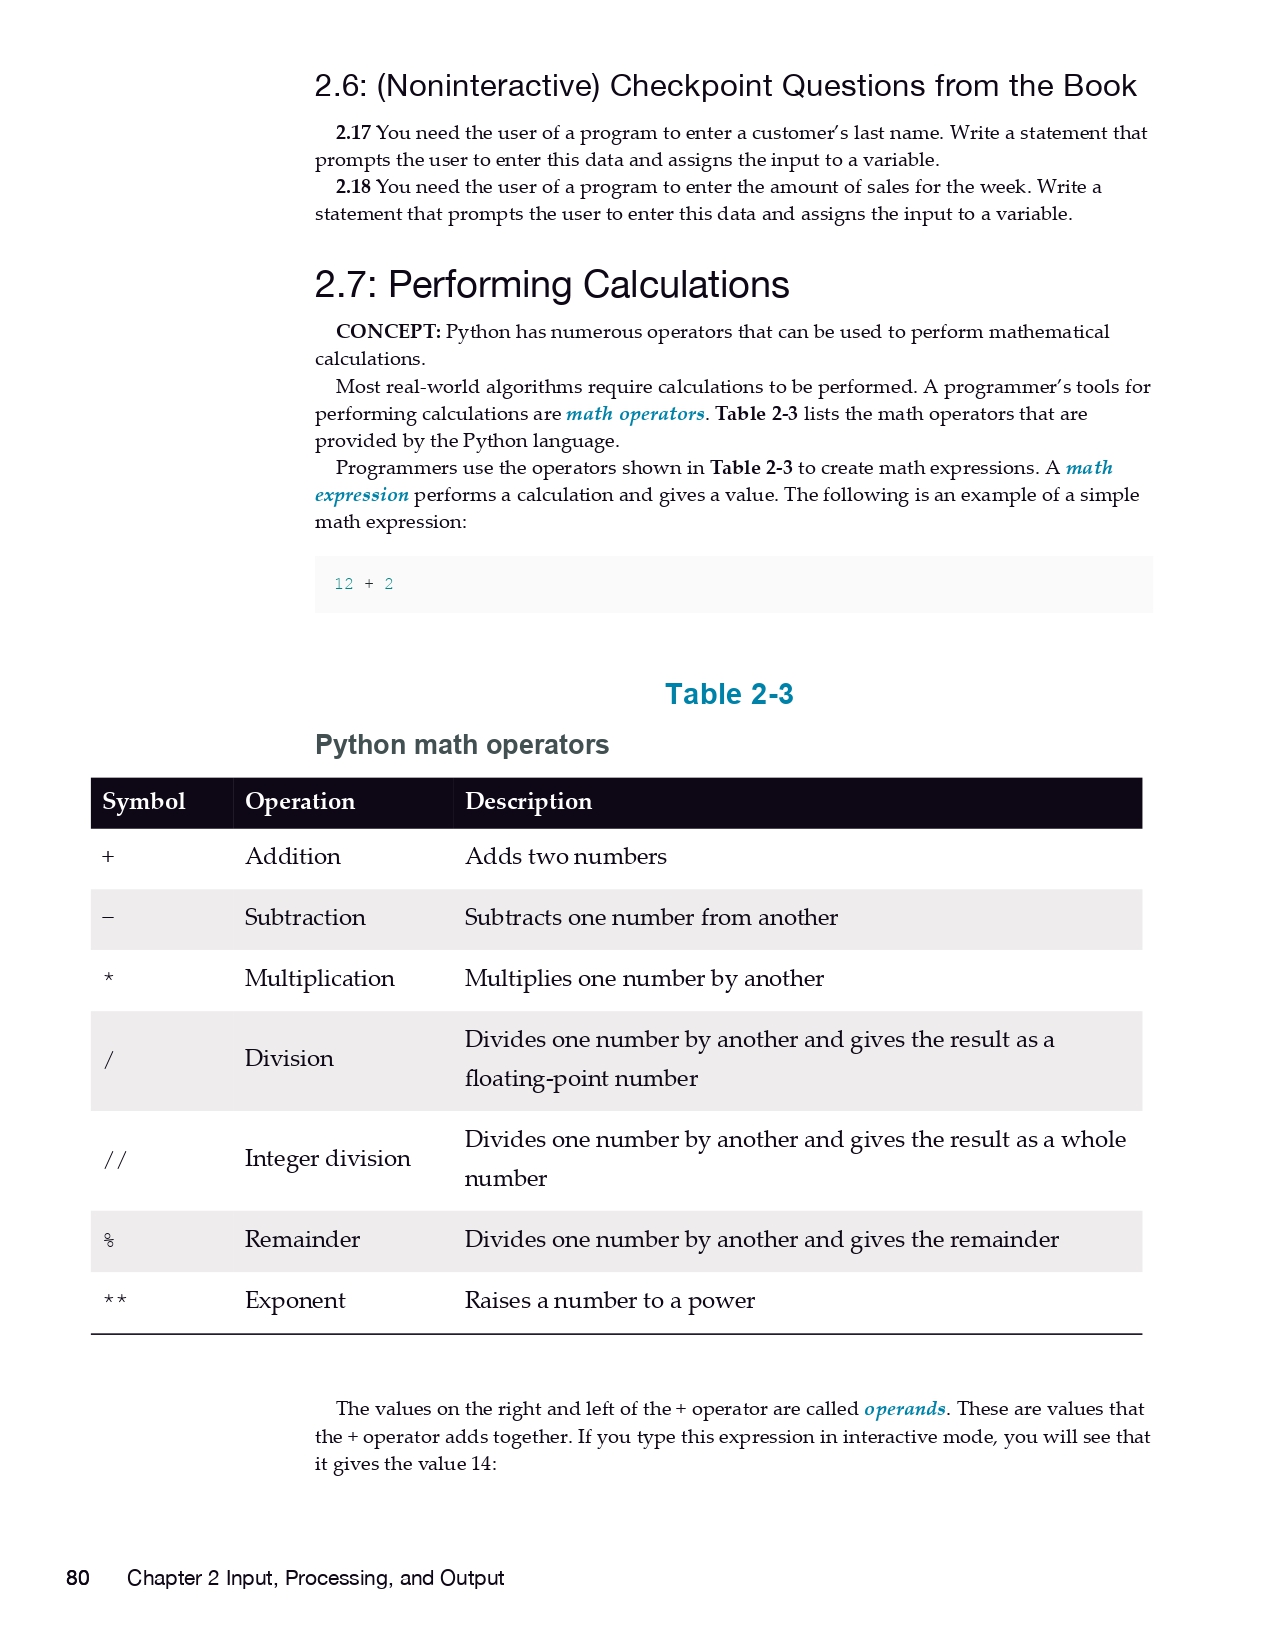 2.6: (Noninteractive) Checkpoint Questions from the Book
2.17 You need the user of a program to enter a customer’s last name. Write a statement that
prompts the user to enter this data and assigns the input to a variable.
2.18 You need the user of a program to enter the amount of sales for the week. Write a
statement that prompts the user to enter this data and assigns the input to a variable.
2.7: Performing Calculations
CONCEPT: Python has numerous operators that can be used to perform mathematical
calculations.
Most real-world algorithms require calculations to be performed. A programmer’s tools for
performing calculations are math operators. Table 2-3 lists the math operators that are
provided by the Python language.
Programmers use the operators shown in Table 2-3 to create math expressions. A math
expression performs a calculation and gives a value. The following is an example of a simple
math expression:
12 + 2
Table 2-3
Python math operators
Symbol Operation Description
+ Addition Adds two numbers
− Subtraction Subtracts one number from another
* Multiplication Multiplies one number by another
/ Division Divides one number by another and gives the result as a
floating-point number
// Integer division Divides one number by another and gives the result as a whole
number
% Remainder Divides one number by another and gives the remainder
** Exponent Raises a number to a power
The values on the right and left of the + operator are called operands. These are values that
the + operator adds together. If you type this expression in interactive mode, you will see that
it gives the value 14:
80 Chapter 2 Input, Processing, and Output